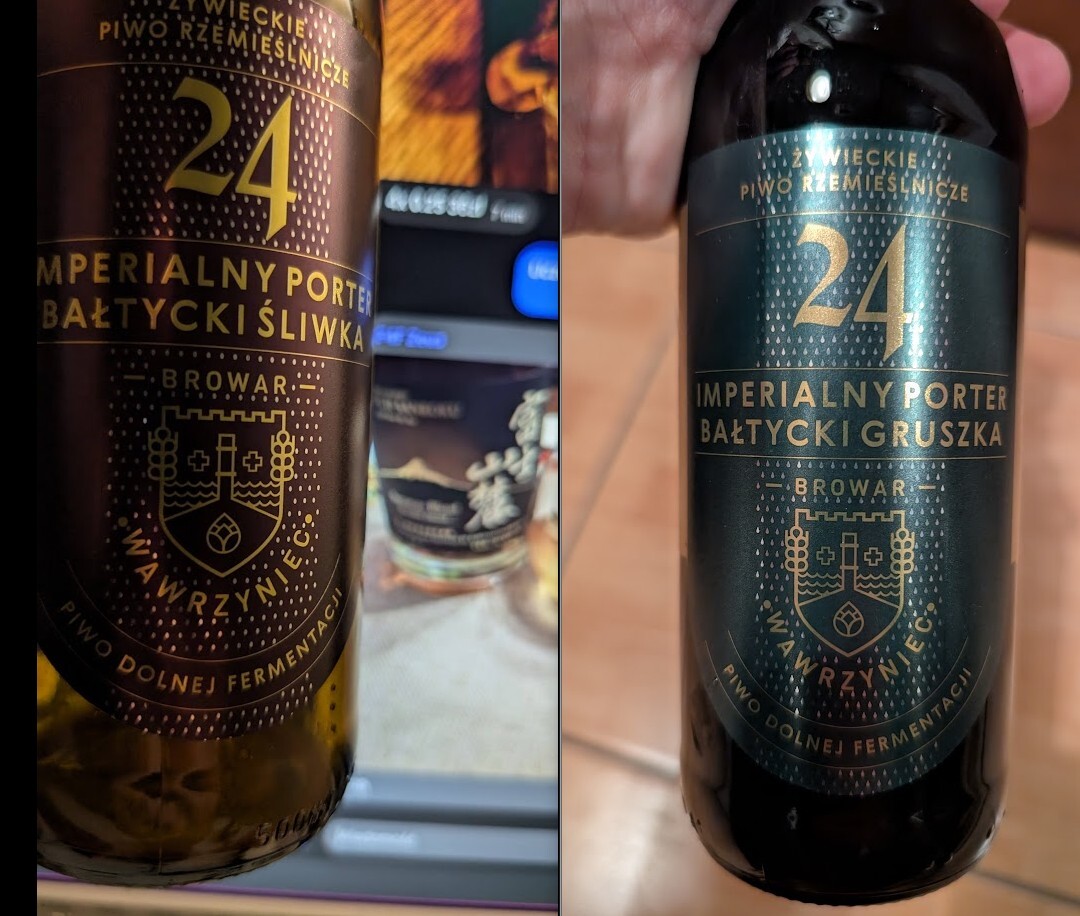 ŻYWIECKIE
PIWO RZEMIEŚLNICZE
24
MPERIALNY PORTER
BAŁTYCKI ŚLIWKA
BROWAR
WAWRZYNIEC
PIWO DOLNEJ FERMENTACJI
ŻYWIECKIE
PIWO RZEMIEŚLNICZE
24
IMPERIALNY PORTER
BAŁTYCKI GRUSZKA
BROWAR
WAWRZYNIEC
PIWO DOLNEJ FERMENTACJI